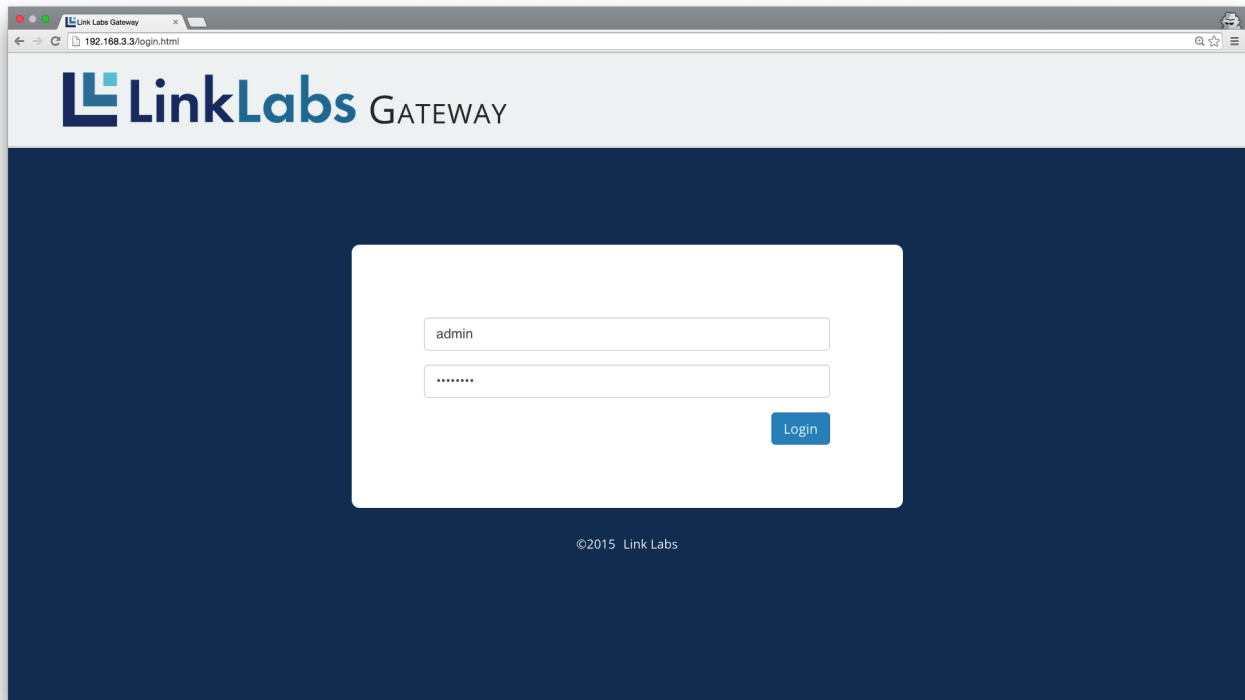 Link Labs Gateway
192.168.3.3/login.html
LinkLabs GATEWAY
admin
••••••••
Login
©2015 Link Labs